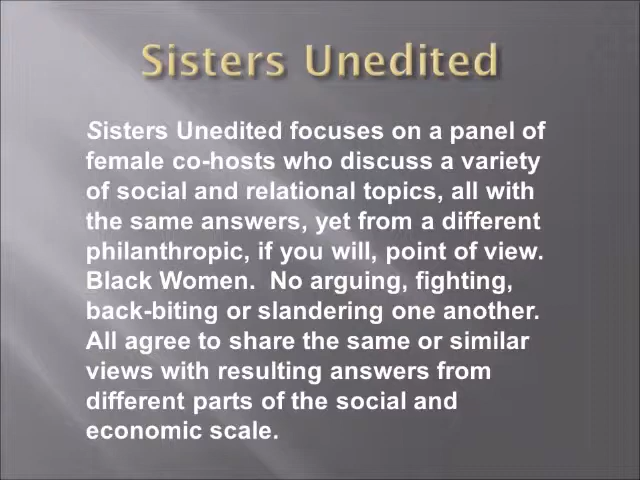 Sisters Unedited
Sisters Unedited focuses on a panel of
female co-hosts who discuss a variety
of social and relational topics, all with
the same answers, yet from a different
philanthropic, if you will, point of view.
Black Women.  No arguing, fighting,
back-biting or slandering one another.
All agree to share the same or similar
views with resulting answers from
different parts of the social and
economic scale.